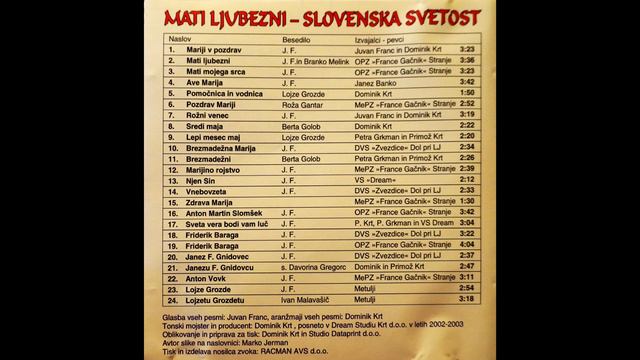 MATI LJUBEZNI – SLOVENSKA SVETOST
Naslov Besedilo Izvajalci - pevci
1. Mariji v pozdrav J. F. Juvan Franc in Dominik Krt 3:23
2. Mati ljubezni J. F.in Branko Melink OPZ »France Gačnik« Stranje 3:36
3. Mati mojega srca J. F. OPZ »France Gačnik« Stranje 3:23
4. Ave Marija J. F. Janez Banko 3:42
5. Pomočnica in vodnica Lojze Grozde Dominik Krt 1:50
6. Pozdrav Mariji Roža Gantar MePZ »France Gačnik« Stranje 2:52
7. Rožni venec J. F. Juvan Franc in Dominik Krt 3:19
8. Sredi maja Berta Golob Dominik Krt 2:22
9. Lepi mesec maj Lojze Grozde Petra Grkman in Primož Krt 2:20
10. Brezmadežna Marija J. F. DVS »Zvezdice« Dol pri LJ 2:34
11. Brezmadežni Berta Golob Petra Grkman in Primož Krt 2:26
12. Marijino rojstvo J. F. MePZ »France Gačnik« Stranje 2:39
13. Njen Sin J. F. VS »Dream« 2:12
14. Vnebovzeta J. F. DVS »Zvezdice« Dol pri LJ 2:33
15. Zdrava Marija MePZ »France Gačnik« Stranje 1:30
16. Anton Martin Slomšek J. F. OPZ »France Gačnik« Stranje 3:42
17. Sveta vera bodi vam luč J. F. P. Krt, P. Grkman in VS Dream 3:04
18. Friderik Baraga J. F. DVS »Zvezdice« Dol pri LJ 3:22
19. Friderik Baraga J. F. OPZ »France Gačnik« Stranje 4:04
20. Janez F. Gnidovec J. F. DVS »Zvezdice« Dol pri LJ 2:37
21. Janezu F. Gnidovcu s. Davorina Gregorc Dominik in Primož Krt 2:47
22. Anton Vovk J. F. MePZ »France Gačnik« Stranje 3:11
23. Lojze Grozde J. F. Metulji 2:54
24. Lojzetu Grozdetu Ivan Malavašič Metulji 3:18
Glasba vseh pesmi: Juvan Franc, aranžmaji vseh pesmi: Dominik Krt
Tonski mojster in producent: Dominik Krt , posneto v Dream Studiu Krt d.o.o. v letih 2002-2003
Oblikovanje in priprava za tisk: Dominik Krt in Studio Dataprint d.o.o.
Avtor slike na naslovnici: Marko Jerman
Tisk in izdelava nosilca zvoka: RACMAN AVS d.o.o.